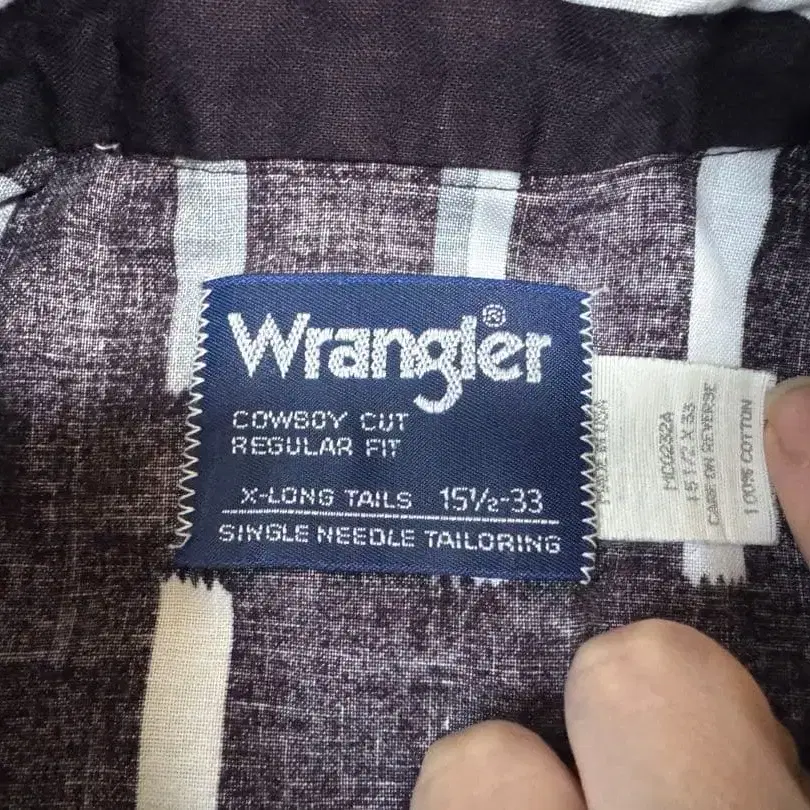 Wrangler®
COWBOY CUT
REGULAR FIT
X-LONG TAILS 15½-33
SINGLE NEEDLE TAILORING
MADE IN USA
MCG232A
15 1/2 X 33
CARE ON REVERSE
100% COTTON